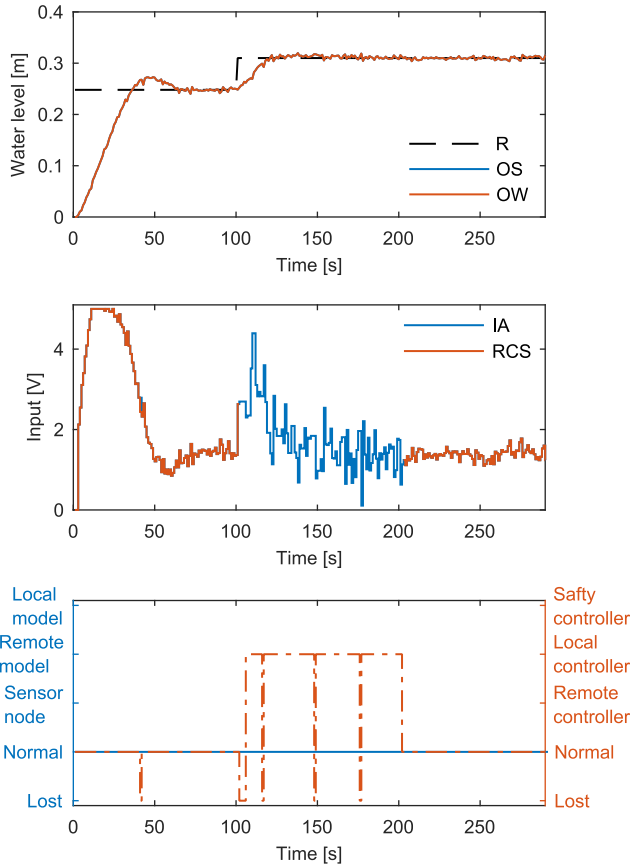 0.4
0.3
0.2
0.1
0
Water level [m]
R
OS
OW
0 50 100 150 200 250
Time [s]
4
2
0
Input [V]
IA
RCS
0 50 100 150 200 250
Time [s]
Local
model
Remote
model
Sensor
node
Normal
Lost
Safty
controller
Local
controller
Remote
controller
Normal
Lost
0 50 100 150 200 250
Time [s]